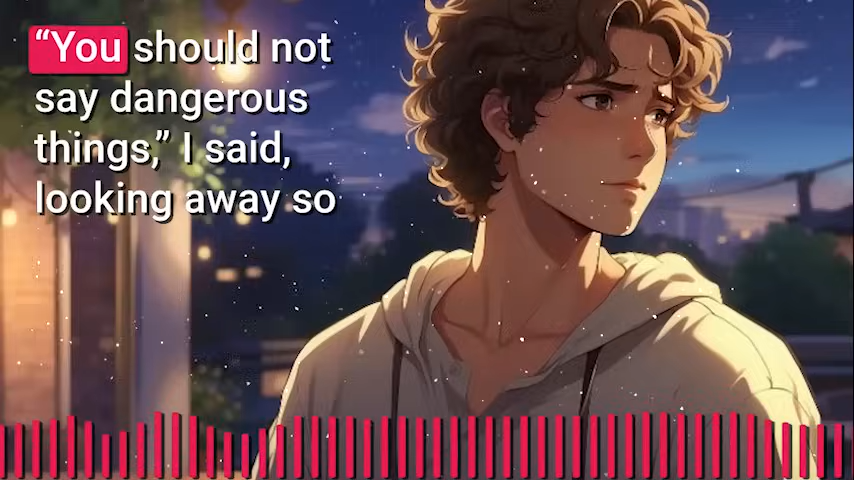 “You should not
say dangerous
things,” I said,
looking away so